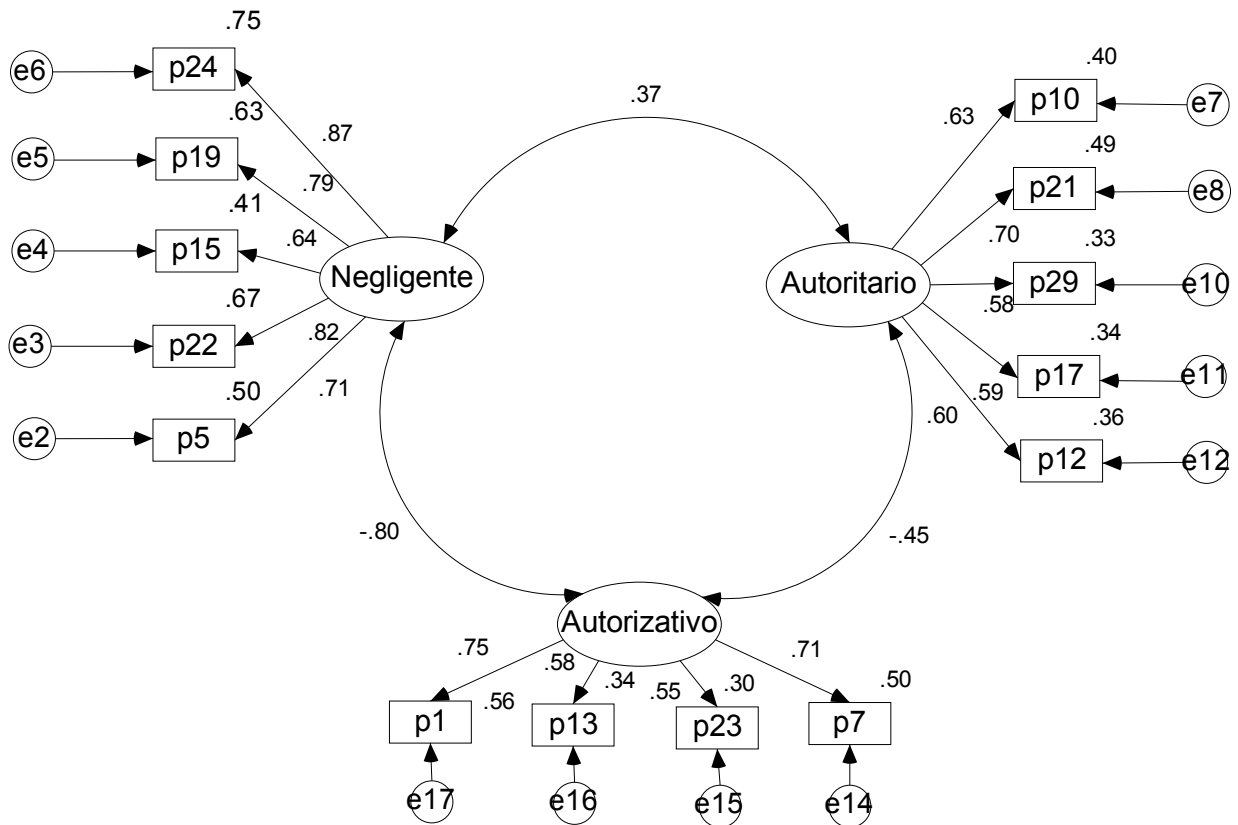 .75
e6 p24
.63 .87
e5 p19
.79
.41
e4 p15 .64
Negligente
.67
e3 p22 .82
.50 .71
e2 p5
.37
.40
.63 p10 e7
.49
p21 e8
.70 .33
Autoritario p29 e10
.58
.34
p17 e11
.59
.60 .36
p12 e12
-.80 -.45
Autorizativo
.75 .58 .34 .55 .30 .71 .50
.56
p1 p13 p23 p7
e17 e16 e15 e14